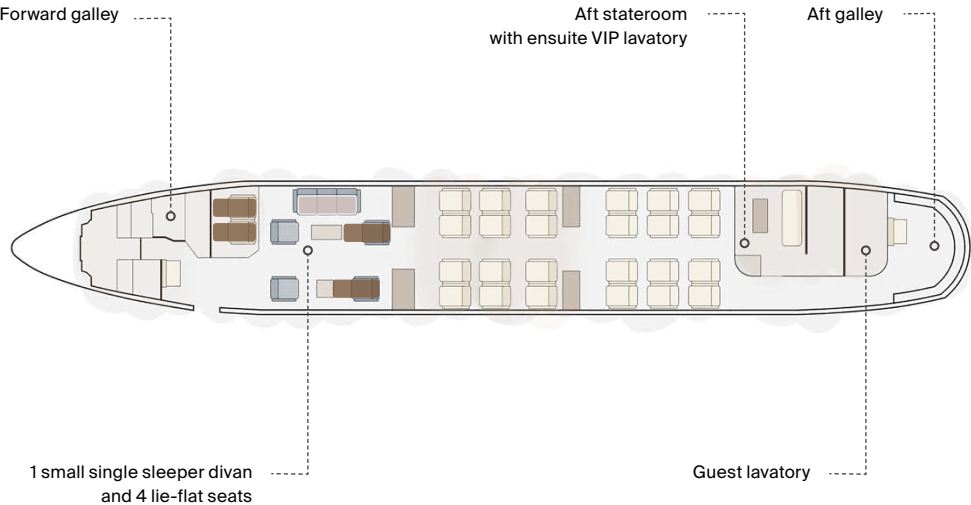 Forward galley
Aft stateroom
with ensuite VIP lavatory
Aft galley
1 small single sleeper divan
and 4 lie-flat seats
Guest lavatory